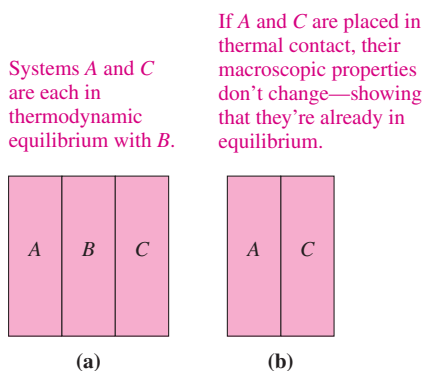 Systems A and C
are each in
thermodynamic
equilibrium with B.
If A and C are placed in
thermal contact, their
macroscopic properties
don't change—showing
that they're already in
equilibrium.
A B C
(a)
A C
(b)